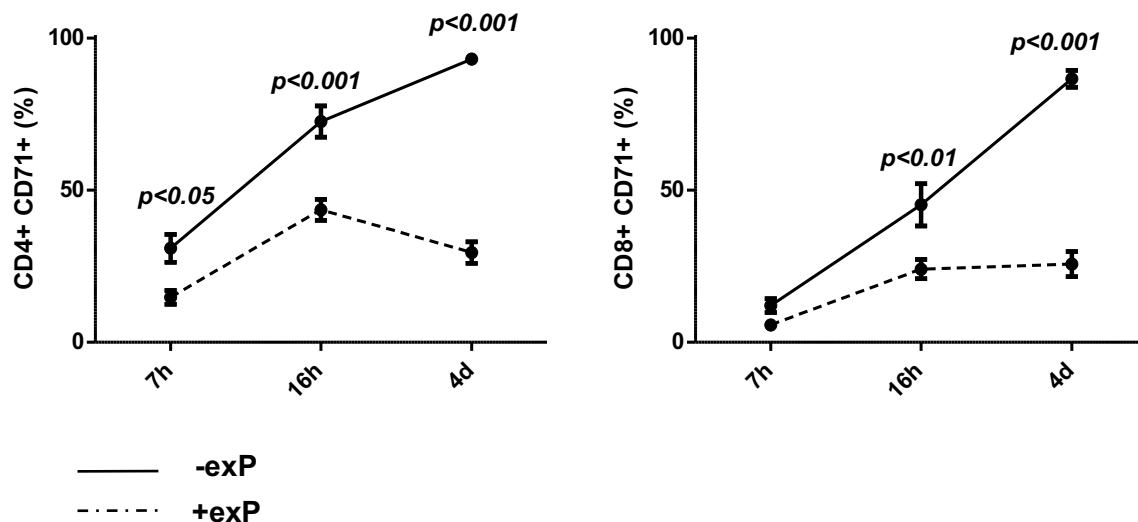 CD4+ CD71+ (%)
100
50
0
p<0.05
p<0.001
p<0.001
7h
16h
4d
CD8+ CD71+ (%)
100
50
0
p<0.01
p<0.001
7h
16h
4d
-exP
+exP